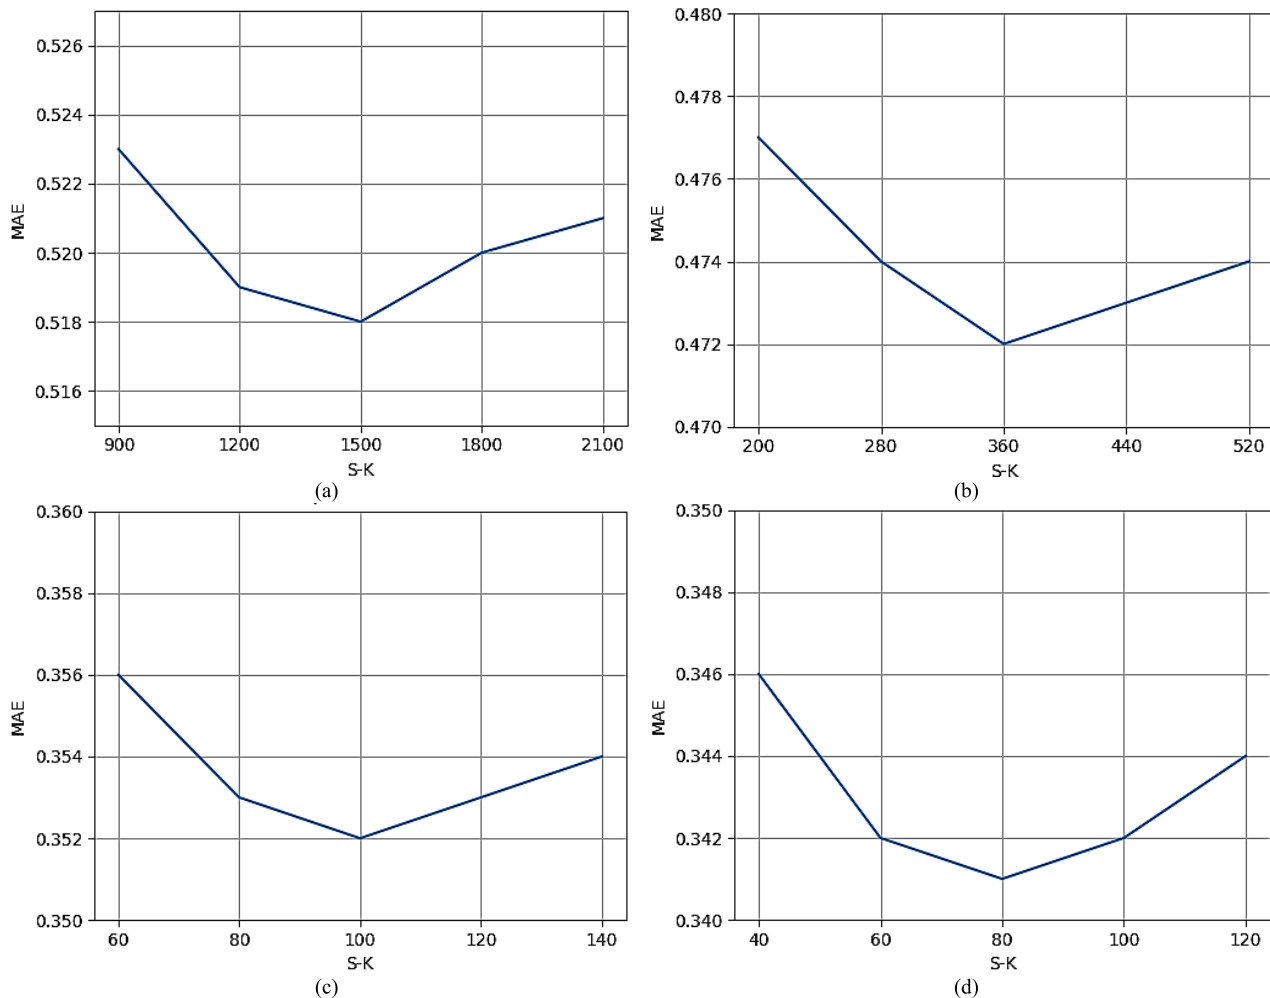 0.526
0.524
0.522
0.520
0.518
0.516
MAE
900 1200 1500 1800 2100
S-K
(a)
0.480
0.478
0.476
0.474
0.472
0.470
MAE
200 280 360 440 520
S-K
(b)
0.360
0.358
0.356
0.354
0.352
0.350
MAE
60 80 100 120 140
S-K
(c)
0.350
0.348
0.346
0.344
0.342
0.340
MAE
40 60 80 100 120
S-K
(d)